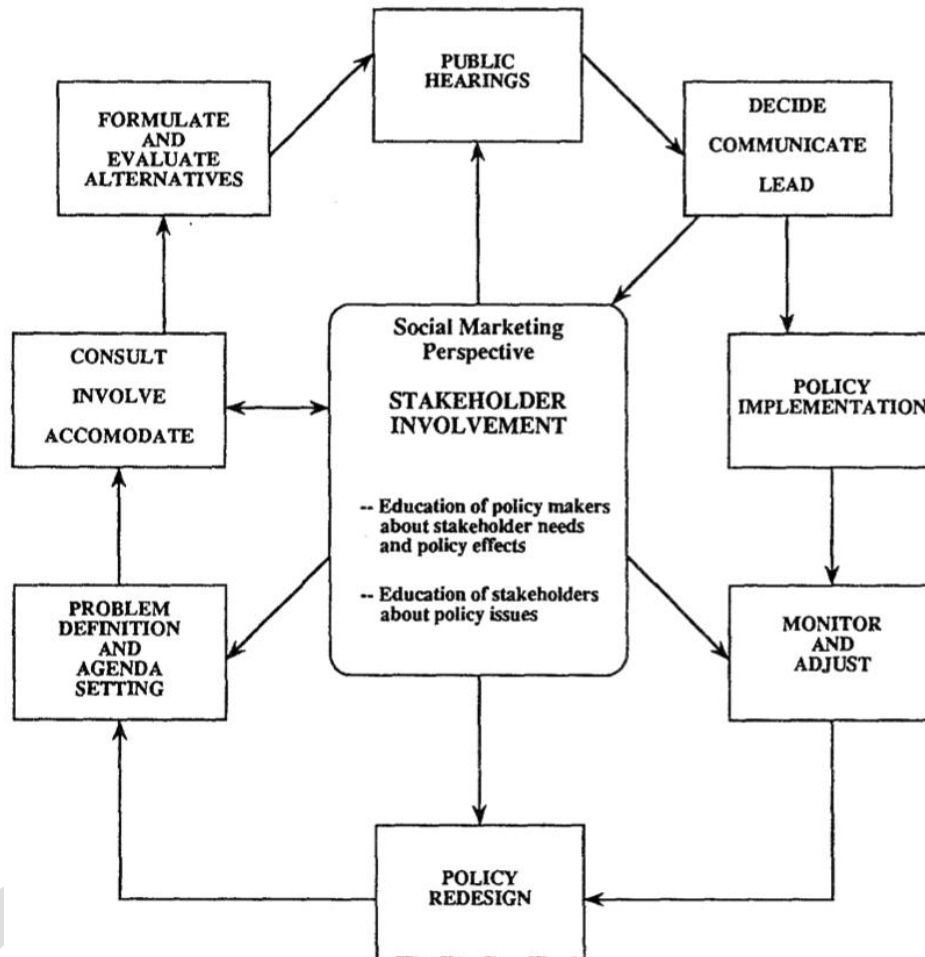 PUBLIC
HEARINGS
FORMULATE
AND
EVALUATE
ALTERNATIVES
DECIDE
COMMUNICATE
LEAD
Social Marketing
Perspective
STAKEHOLDER
INVOLVEMENT
-- Education of policy makers
about stakeholder needs
and policy effects
-- Education of stakeholders
about policy issues
CONSULT
INVOLVE
ACCOMODATE
POLICY
IMPLEMENTATION
PROBLEM
DEFINITION
AND
AGENDA
SETTING
MONITOR
AND
ADJUST
POLICY
REDESIGN